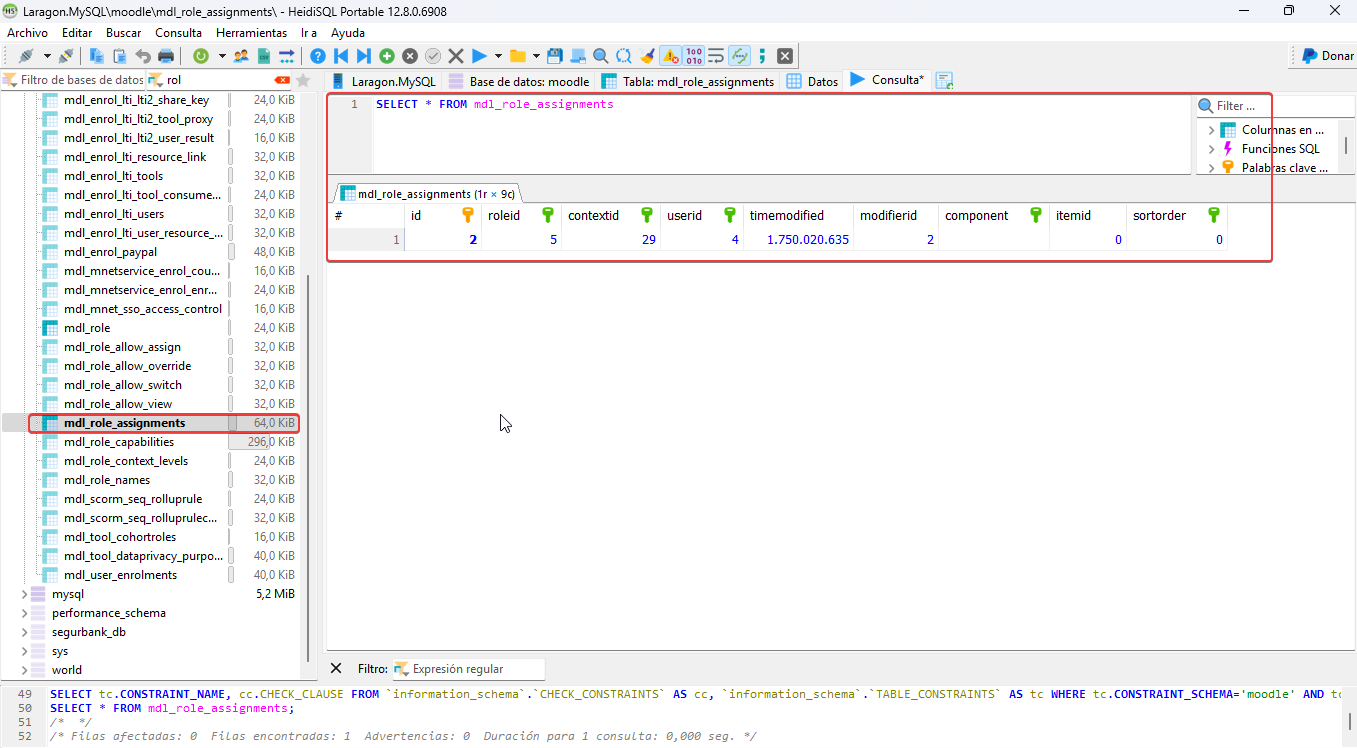 Laragon.MySQL\moodle\mdl_role_assignments\ - HeidiSQL Portable 12.8.0.6908
Archivo Editar Buscar Consulta Herramientas Ir a Ayuda
Donar
Filtro de bases de datos rol
Laragon.MySQL Base de datos: moodle Tabla: mdl_role_assignments Datos Consulta*
mdl_enrol_lti_lti2_share_key 24,0 KiB
mdl_enrol_lti_lti2_tool_proxy 24,0 KiB
mdl_enrol_lti_lti2_user_result 16,0 KiB
mdl_enrol_lti_resource_link 32,0 KiB
mdl_enrol_lti_tools 32,0 KiB
mdl_enrol_lti_tool_consume... 24,0 KiB
mdl_enrol_lti_users 32,0 KiB
mdl_enrol_lti_user_resource_... 32,0 KiB
mdl_enrol_paypal 48,0 KiB
mdl_mnetservice_enrol_cou... 16,0 KiB
mdl_mnetservice_enrol_enr... 24,0 KiB
mdl_mnet_sso_access_control 16,0 KiB
mdl_role 24,0 KiB
mdl_role_allow_assign 32,0 KiB
mdl_role_allow_override 32,0 KiB
mdl_role_allow_switch 32,0 KiB
mdl_role_allow_view 32,0 KiB
mdl_role_assignments 64,0 KiB
mdl_role_capabilities 296,0 KiB
mdl_role_context_levels 24,0 KiB
mdl_role_names 32,0 KiB
mdl_scorm_seq_rolluprule 24,0 KiB
mdl_scorm_seq_rolluprulec... 32,0 KiB
mdl_tool_cohortroles 16,0 KiB
mdl_tool_dataprivacy_purpo... 40,0 KiB
mdl_user_enrolments 40,0 KiB
mysql 5,2 MiB
performance_schema
segurbank_db
sys
world
1 SELECT * FROM mdl_role_assignments
Filter ...
Columnas en ...
Funciones SQL
Palabras clave ...
mdl_role_assignments (1r × 9c)
# id roleid contextid userid timemodified modifierid component itemid sortorder
1 2 5 29 4 1.750.020.635 2 0 0
Filtro: Expresión regular
49 SELECT tc.CONSTRAINT_NAME, cc.CHECK_CLAUSE FROM `information_schema`.`CHECK_CONSTRAINTS` AS cc, `information_schema`.`TABLE_CONSTRAINTS` AS tc WHERE tc.CONSTRAINT_SCHEMA='moodle' AND tc
50 SELECT * FROM mdl_role_assignments;
51 /* */
52 /* Filas afectadas: 0 Filas encontradas: 1 Advertencias: 0 Duración para 1 consulta: 0,000 seg. */